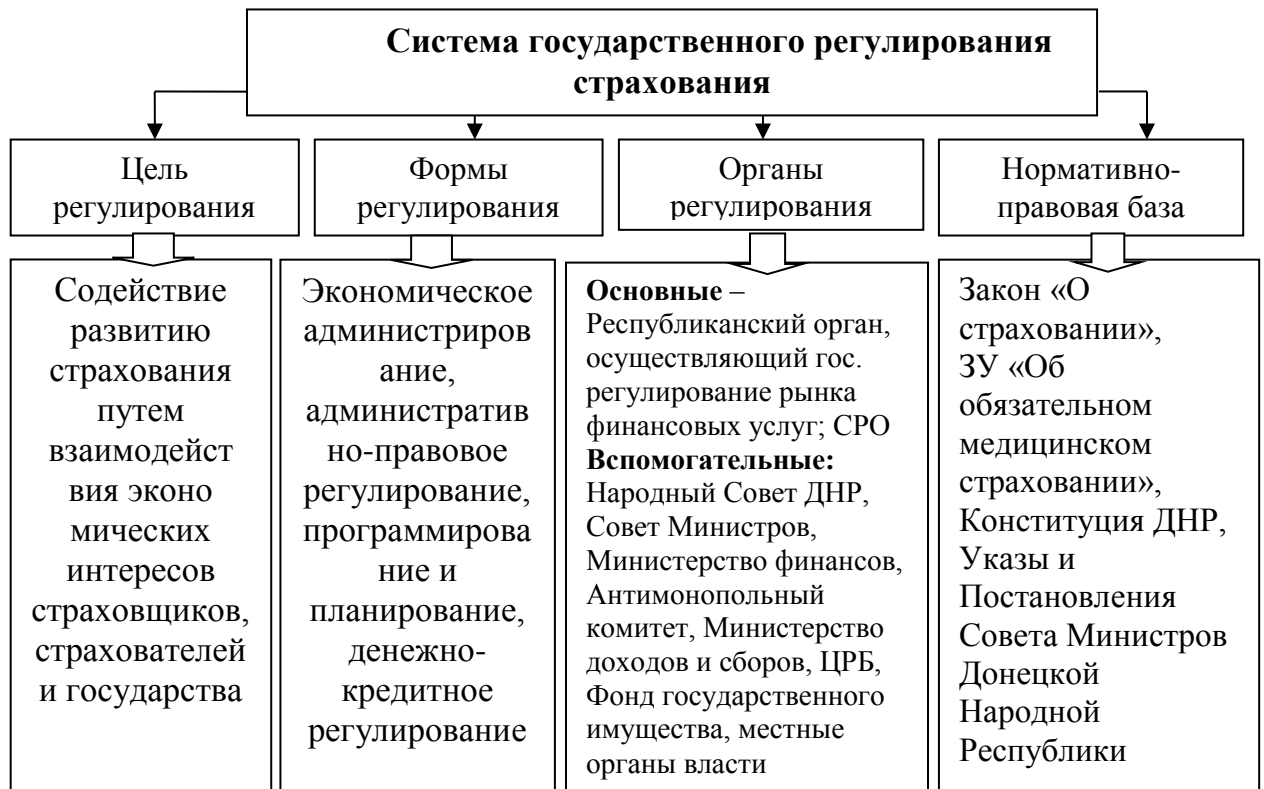 Система государственного регулирования
страхования
Цель
регулирования
Формы
регулирования
Органы
регулирования
Нормативно-
правовая база
Содействие
развитию
страхования
путем
взаимодейст
вия эконо
мических
интересов
страховщиков,
страхователей
и государства
Экономическое
администриров
ание,
административ
но-правовое
регулирование,
программирова
ние и
планирование,
денежно-
кредитное
регулирование
Основные –
Республиканский орган,
осуществляющий гос.
регулирование рынка
финансовых услуг; СРО
Вспомогательные:
Народный Совет ДНР,
Совет Министров,
Министерство финансов,
Антимонопольный
комитет, Министерство
доходов и сборов, ЦРБ,
Фонд государственного
имущества, местные
органы власти
Закон «О
страховании»,
ЗУ «Об
обязательном
медицинском
страховании»,
Конституция ДНР,
Указы и
Постановления
Совета Министров
Донецкой
Народной
Республики